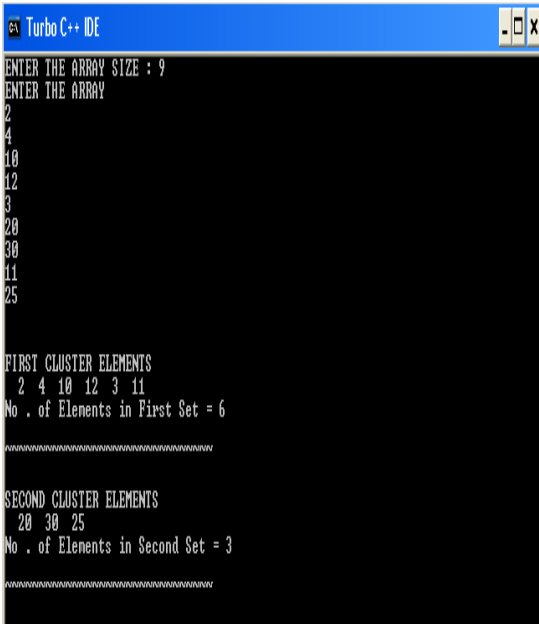 Turbo C++ IDE
ENTER THE ARRAY SIZE : 9
ENTER THE ARRAY
2
4
10
12
3
20
30
11
25
FIRST CLUSTER ELEMENTS
2 4 10 12 3 11
No . of Elements in First Set = 6
~~~~~~~~~~~~~~~~~~~~~~~~~~~~~~~
SECOND CLUSTER ELEMENTS
20 30 25
No . of Elements in Second Set = 3
~~~~~~~~~~~~~~~~~~~~~~~~~~~~~~~